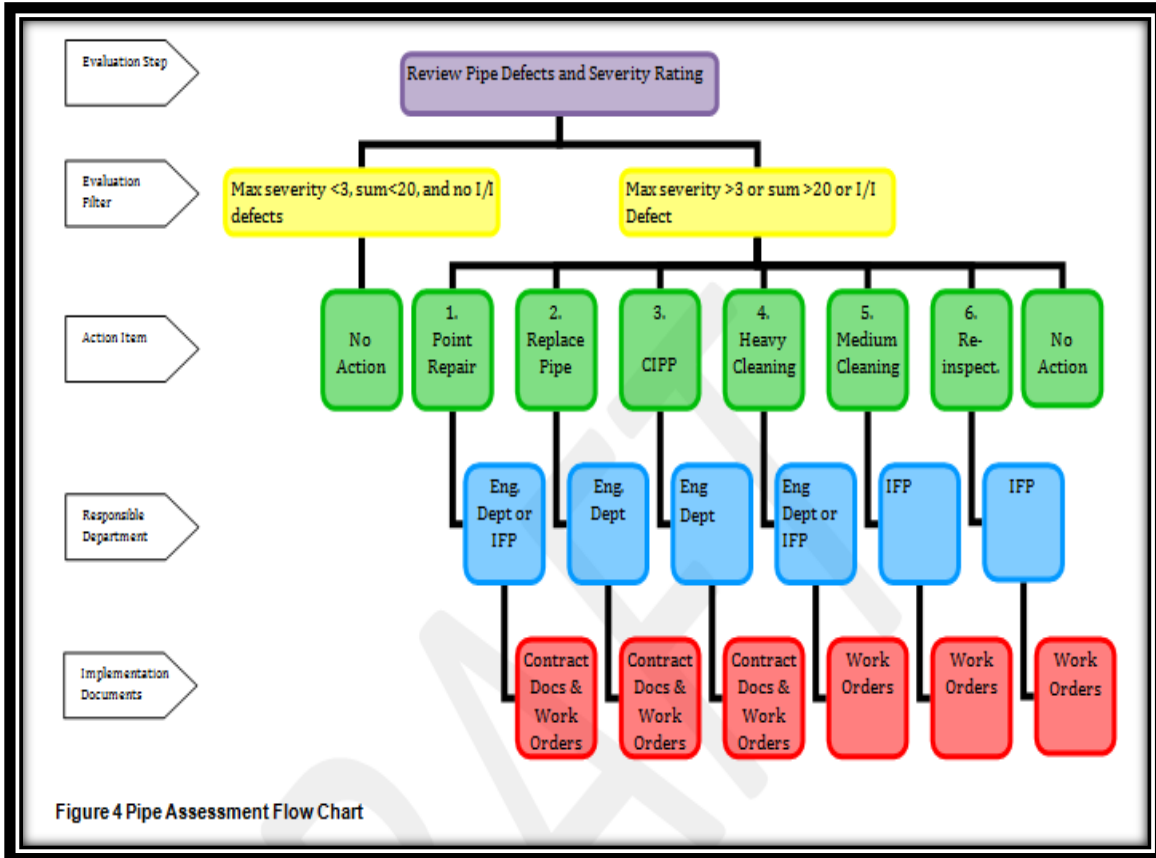 Evaluation Step
Review Pipe Defects and Severity Rating
Evaluation
Filter
Max severity <3, sum<20, and no I/I
defects
Max severity >3 or sum >20 or I/I
Defect
Action Item
No
Action
1.
Point
Repair
2.
Replace
Pipe
3.
CIPP
4.
Heavy
Cleaning
5.
Medium
Cleaning
6.
Re-
inspect.
No
Action
Responsible
Department
Eng.
Dept or
IFP
Eng.
Dept
Eng
Dept
Eng
Dept or
IFP
IFP
IFP
Implementation
Documents
Contract
Docs &
Work
Orders
Contract
Docs &
Work
Orders
Contract
Docs &
Work
Orders
Work
Orders
Work
Orders
Work
Orders
Figure 4 Pipe Assessment Flow Chart
DRAFT